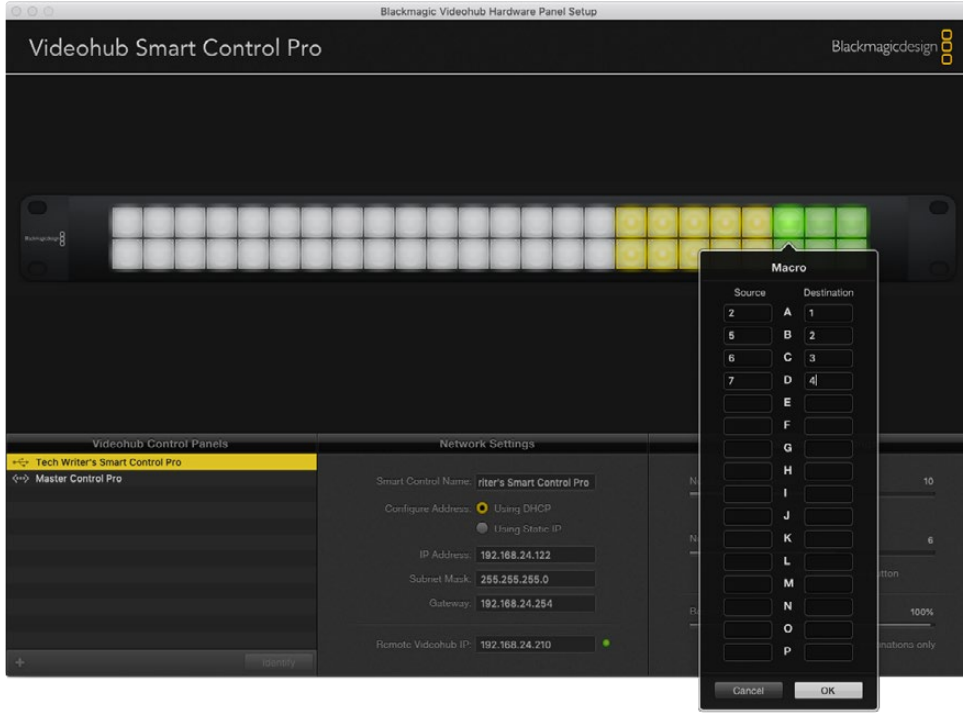 Blackmagic Videohub Hardware Panel Setup
Videohub Smart Control Pro
Blackmagicdesign
Blackmagicdesign
Macro
Source Destination
2 A 1
5 B 2
6 C 3
7 D 4
E
F
G
H
I
J
K
L
M
N
O
P
Cancel OK
Videohub Control Panels
Tech Writer's Smart Control Pro
Master Control Pro
Identify
Network Settings
Smart Control Name: riter's Smart Control Pro
Configure Address: Using DHCP
Using Static IP
IP Address: 192.168.24.122
Subnet Mask: 255.255.255.0
Gateway: 192.168.24.254
Remote Videohub IP: 192.168.24.210
10
6
tton
100%
nations only